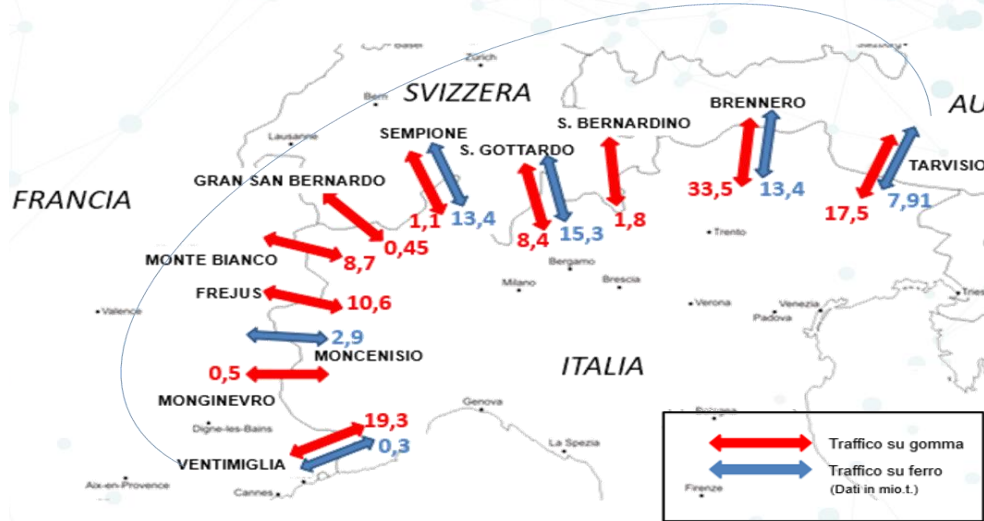 Basel
Zürich
SVIZZERA
Bern
BRENNERO
AU
S. BERNARDINO
SEMPIONE
S. GOTTARDO
Lausanne
TARVISIO
GRAN SAN BERNARDO
FRANCIA
33,5
13,4
17,5
7,91
1,1
13,4
8,4
15,3
1,8
0,45
Trento
MONTE BIANCO
8,7
Bergamo
Milano
Brescia
FREJUS
10,6
Verona
Venezia
Padova
Tries
Valence
2,9
MONCENISIO
0,5
ITALIA
MONGINEVRO
Genova
19,3
Digne-les-Bains
0,3
La Spezia
VENTIMIGLIA
Aix-en-Provence
Cannes
Traffico su gomma
Traffico su ferro
(Dati in mio.t.)
Firenze